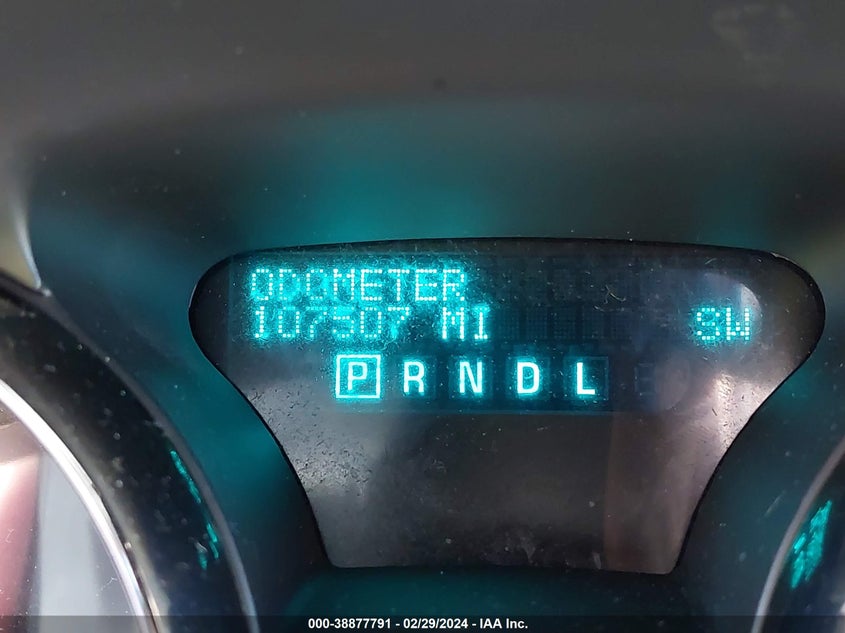 ODOMETER
107307 MI SW
P R N D L
000-38877791 - 02/29/2024 - IAA Inc.